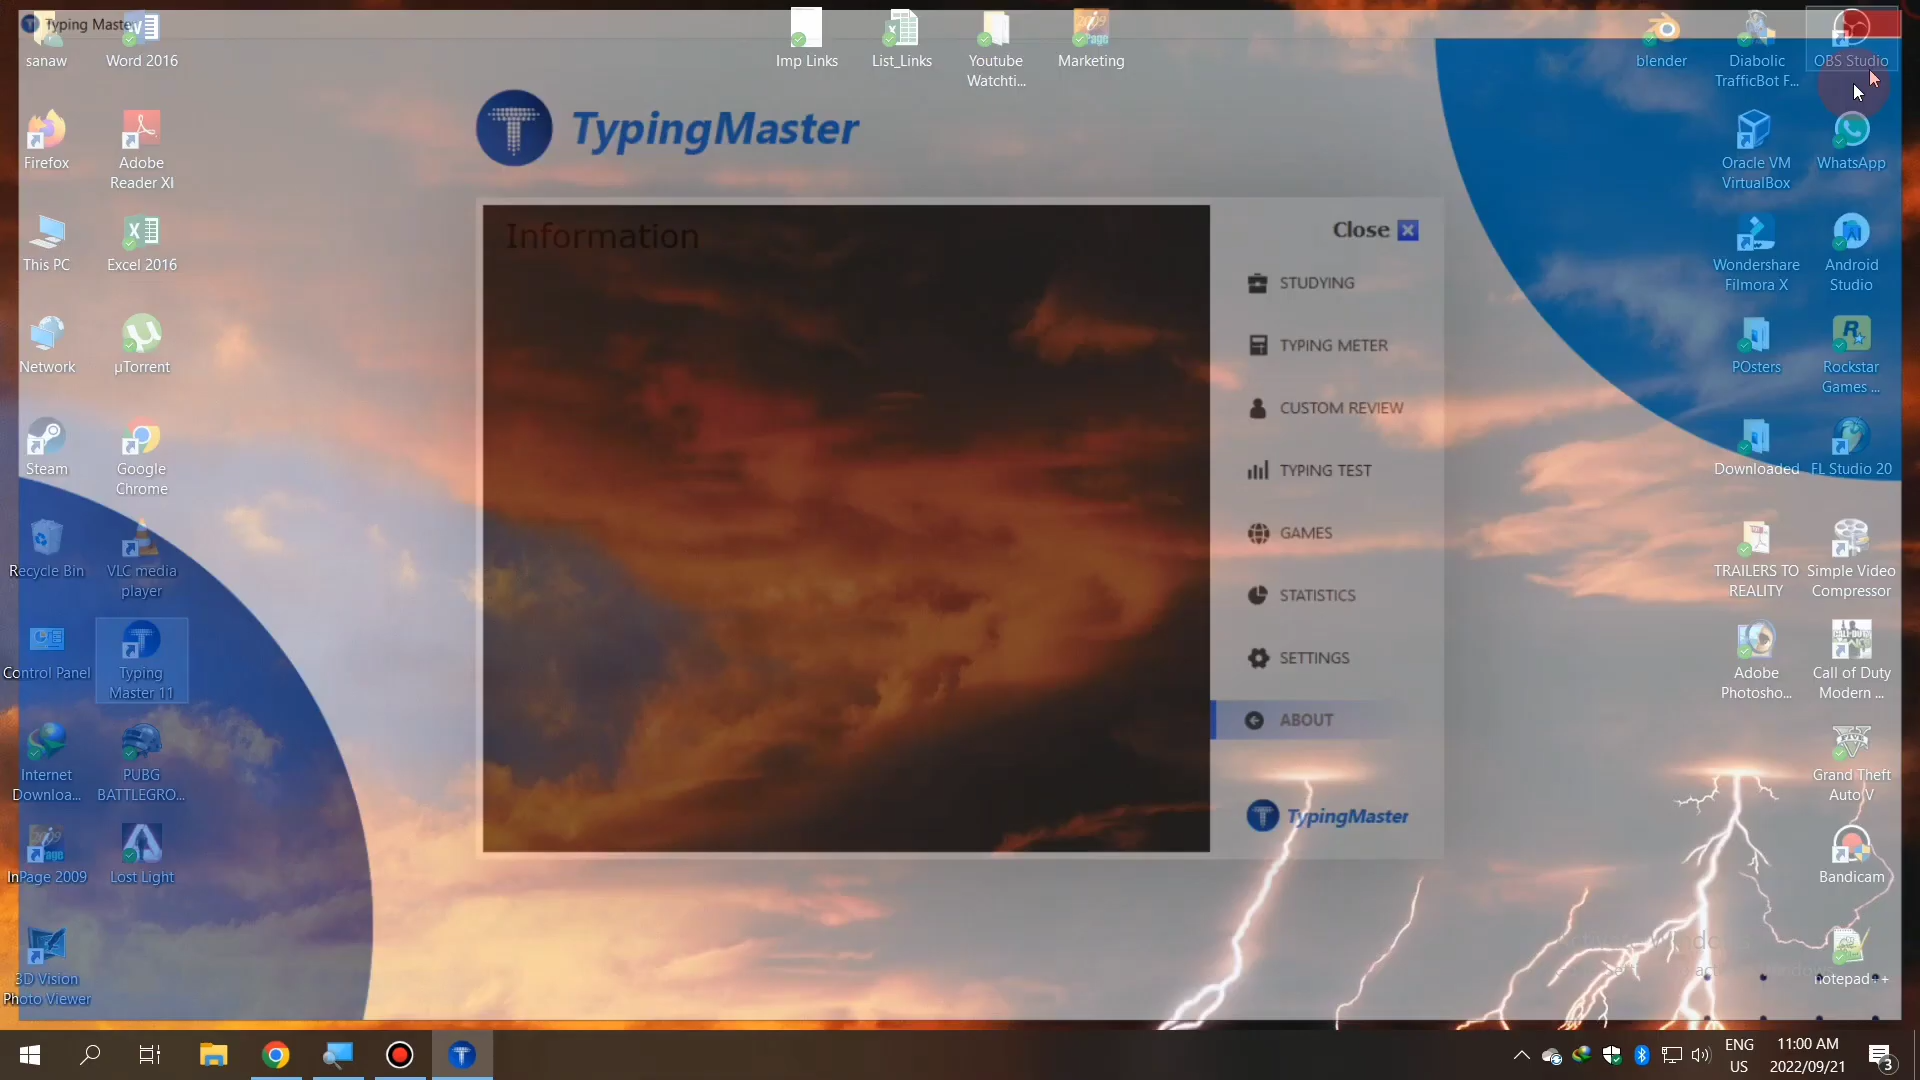 Typing Maste
sanaw
Word 2016
Imp Links
List_Links
Youtube
Watchti...
Marketing
blender
Diabolic
TrafficBot F...
OBS Studio
TypingMaster
Firefox
Adobe
Reader XI
Oracle VM
VirtualBox
WhatsApp
Information
Close
This PC
Excel 2016
STUDYING
Wondershare
Filmora X
Android
Studio
Network
µTorrent
TYPING METER
POsters
Rockstar
Games ...
CUSTOM REVIEW
Steam
Google
Chrome
TYPING TEST
Downloaded
FL Studio 20
GAMES
Recycle Bin
VLC media
player
STATISTICS
TRAILERS TO
REALITY
Simple Video
Compressor
Control Panel
Typing
Master 11
SETTINGS
Adobe
Photosho...
Call of Duty
Modern ...
ABOUT
Internet
Downloa...
PUBG
BATTLEGRO...
Grand Theft
Auto V
TypingMaster
InPage 2009
Lost Light
Bandicam
3D Vision
Photo Viewer
notepad++
ENG
US
11:00 AM
2022/09/21
3